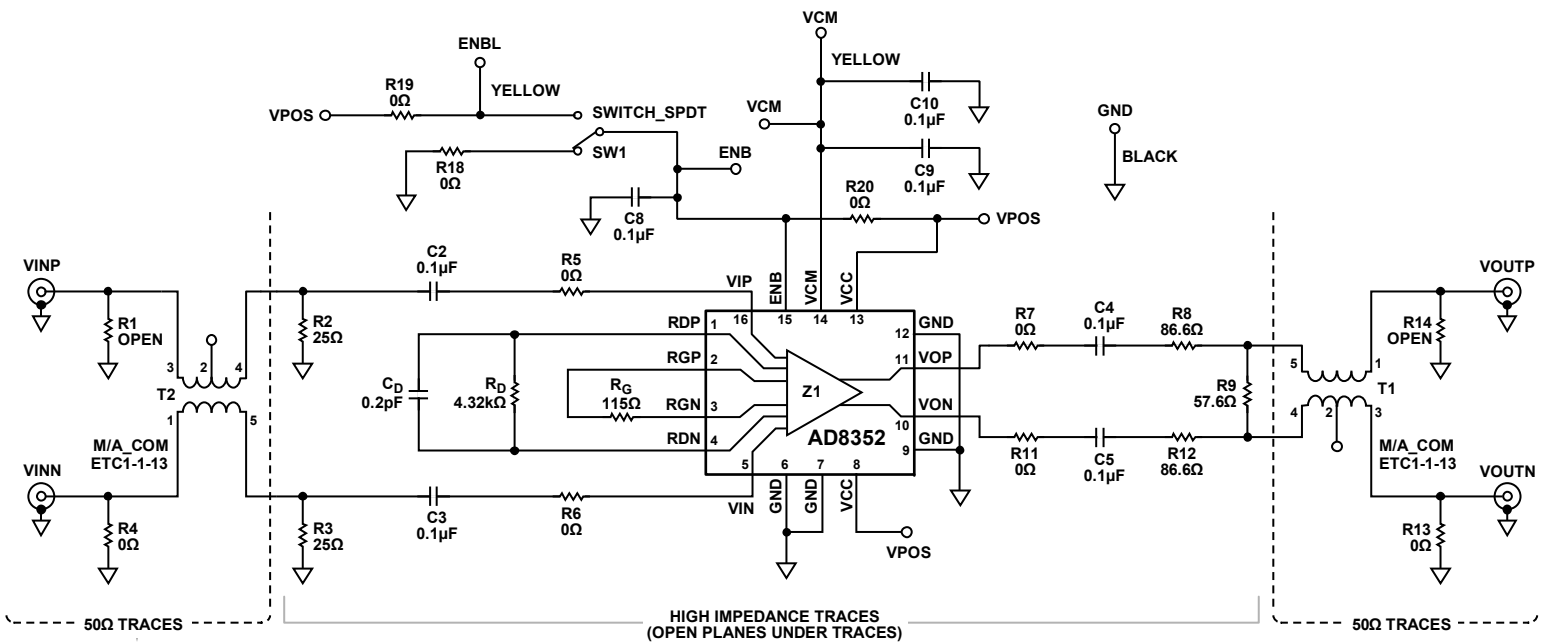 VCM
ENBL
YELLOW
R19
0Ω
YELLOW
VPOS
SWITCH_SPDT
C10
0.1µF
VCM
GND
BLACK
R18
0Ω
SW1
ENB
C9
0.1µF
C8
0.1µF
R20
0Ω
VPOS
VINP
C2
0.1µF
R5
0Ω
VIP
ENB
VCM
VCC
VOUTP
R1
OPEN
R2
25Ω
16
15
14
13
R7
0Ω
C4
0.1µF
R8
86.6Ω
R14
OPEN
RDP
1
12
GND
RGP
2
11
VOP
3
2
4
T2
1
5
CD
0.2pF
RD
4.32kΩ
RG
115Ω
RGN
3
Z1
RDN
4
10
VON
AD8352
9
GND
R9
57.6Ω
5
1
T1
4
2
3
M/A_COM
ETC1-1-13
M/A_COM
ETC1-1-13
VINN
5
6
7
8
VIN
GND
GND
VCC
R11
0Ω
C5
0.1µF
R12
86.6Ω
VOUTN
R4
0Ω
R3
25Ω
C3
0.1µF
R6
0Ω
VPOS
R13
0Ω
50Ω TRACES
HIGH IMPEDANCE TRACES
(OPEN PLANES UNDER TRACES)
50Ω TRACES